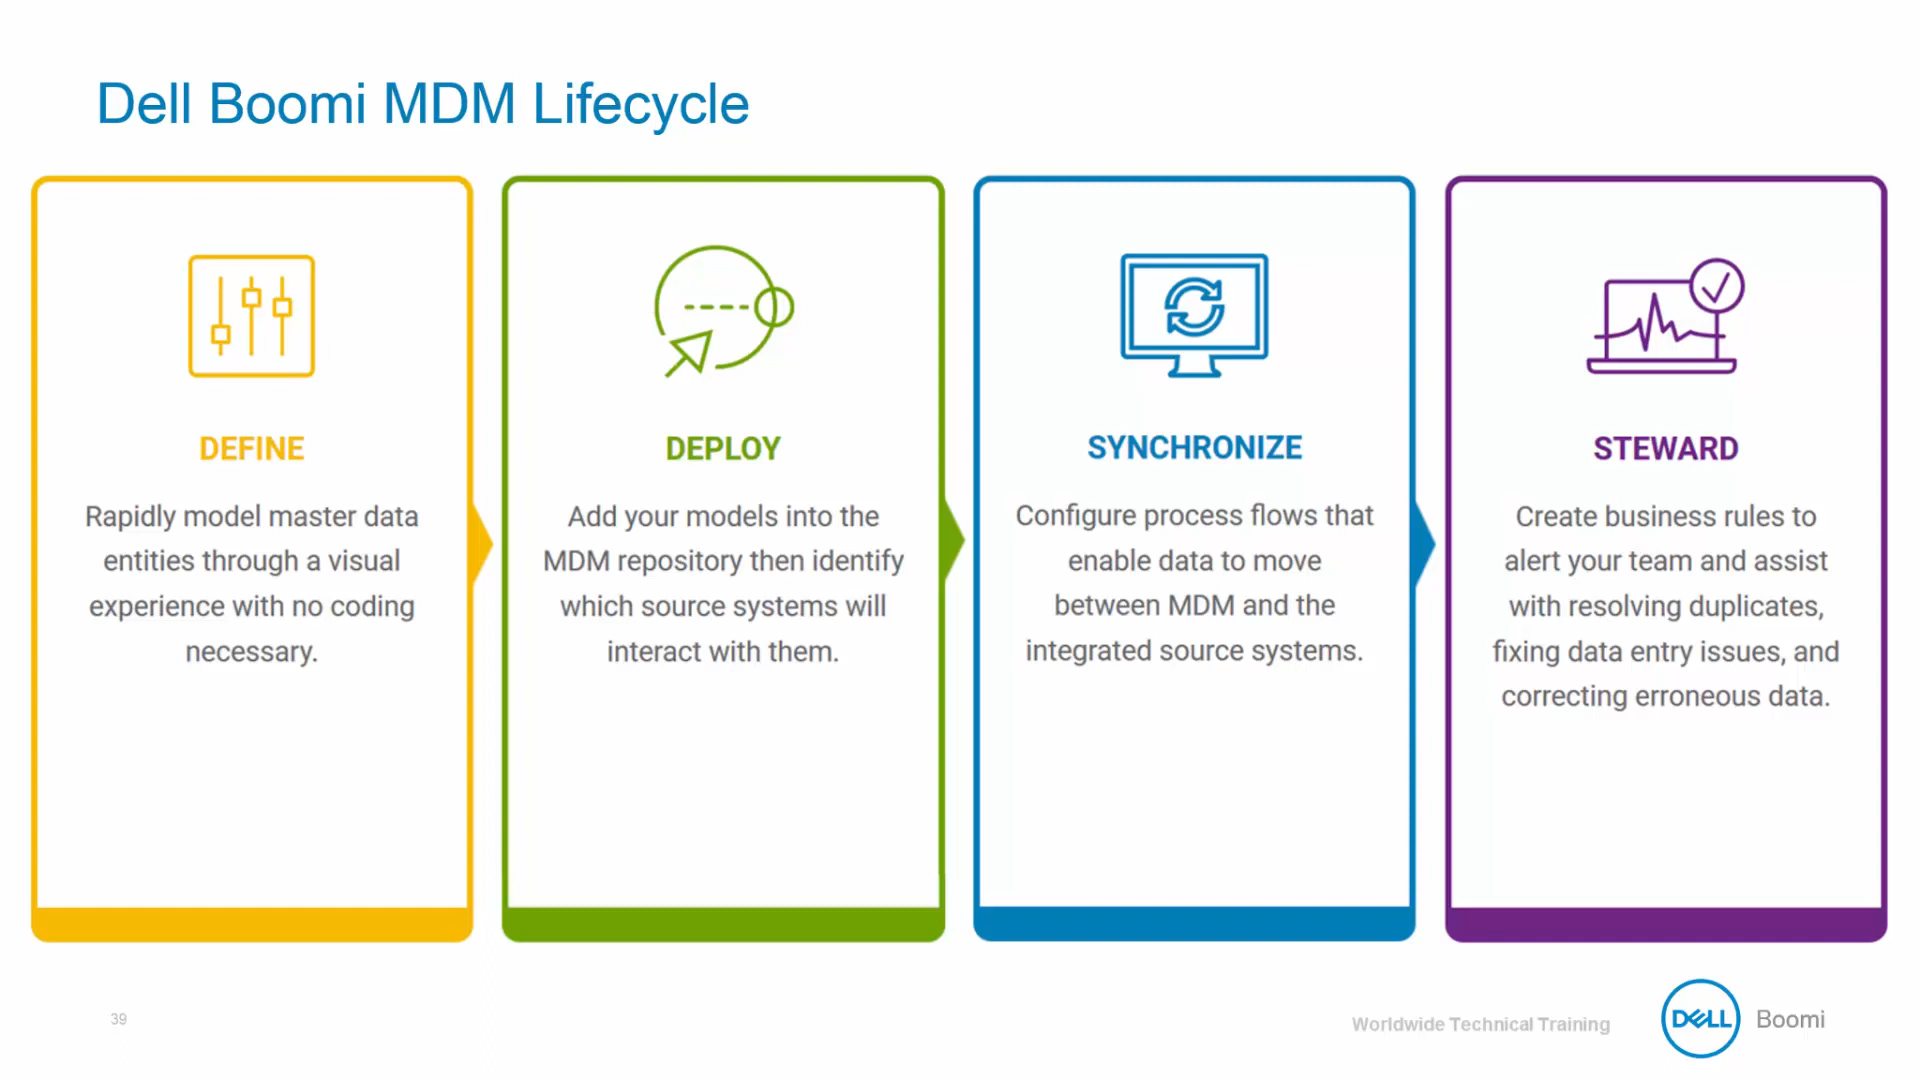 Dell Boomi MDM Lifecycle
DEFINE
Rapidly model master data
entities through a visual
experience with no coding
necessary.
DEPLOY
Add your models into the
MDM repository then identify
which source systems will
interact with them.
SYNCHRONIZE
Configure process flows that
enable data to move
between MDM and the
integrated source systems.
STEWARD
Create business rules to
alert your team and assist
with resolving duplicates,
fixing data entry issues, and
correcting erroneous data.
39
Worldwide Technical Training
DELL Boomi